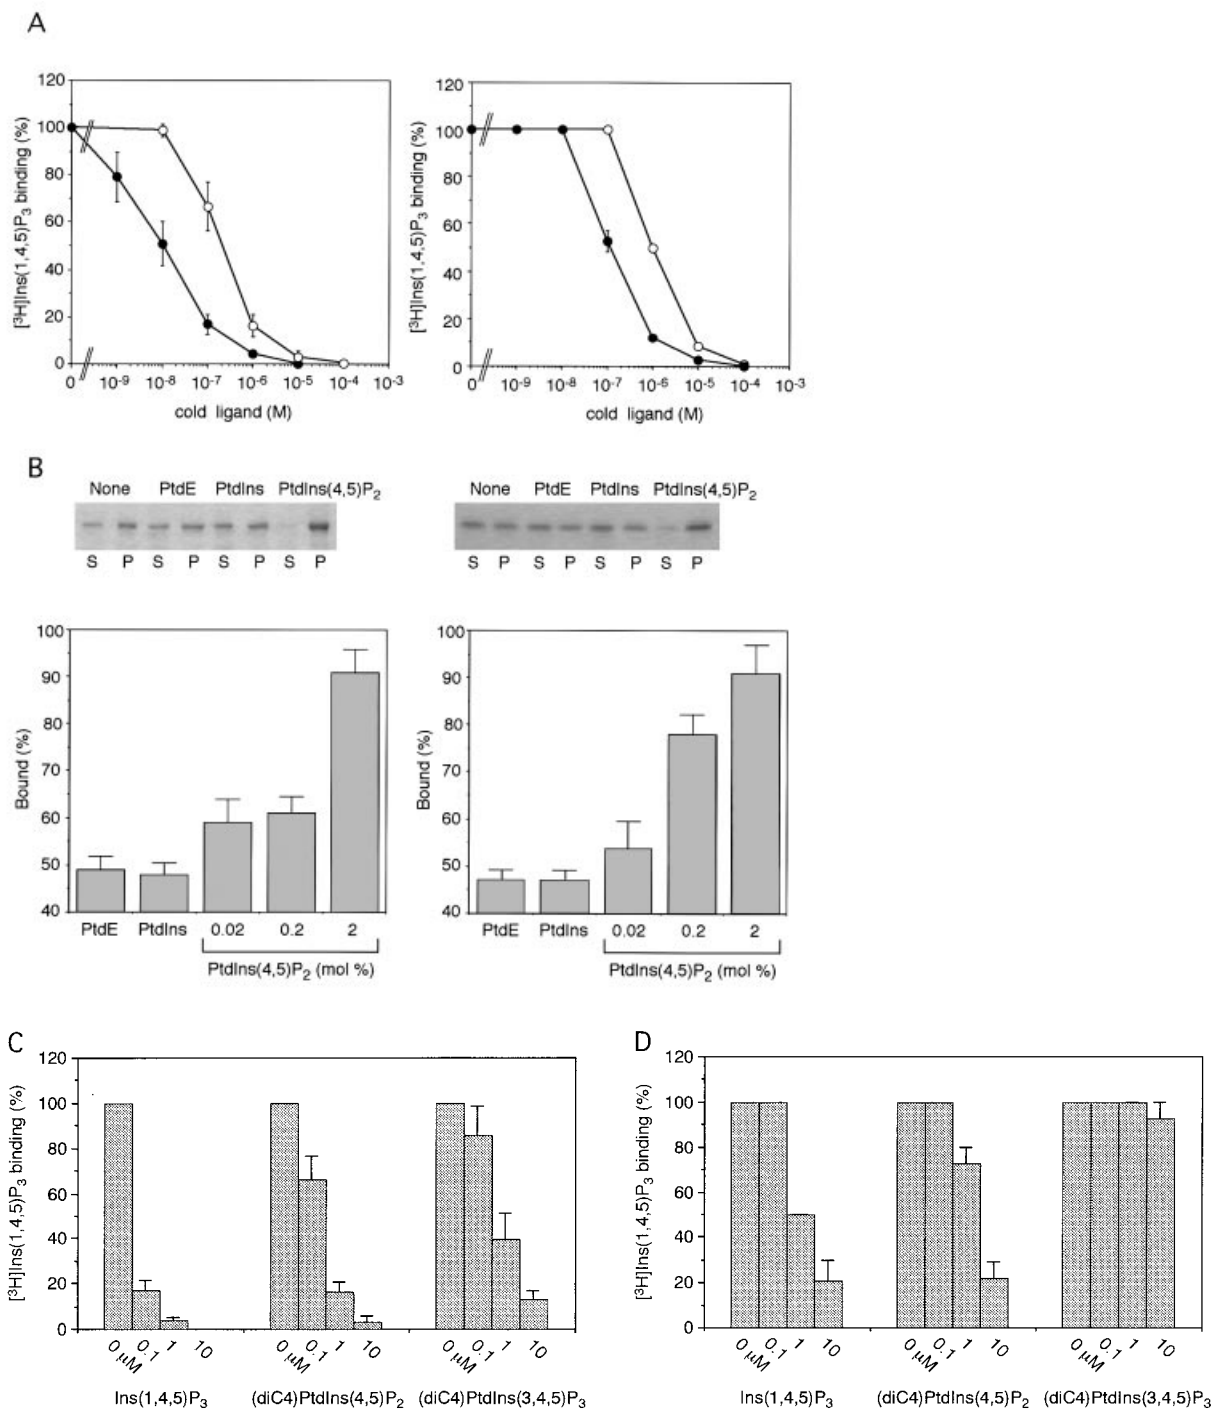 A
120
100
80
60
40
20
0
[³H]Ins(1,4,5)P₃ binding (%)
0 10⁻⁹ 10⁻⁸ 10⁻⁷ 10⁻⁶ 10⁻⁵ 10⁻⁴ 10⁻³
cold ligand (M)
120
100
80
60
40
20
0
[³H]Ins(1,4,5)P₃ binding (%)
0 10⁻⁹ 10⁻⁸ 10⁻⁷ 10⁻⁶ 10⁻⁵ 10⁻⁴ 10⁻³
cold ligand (M)
B
None PtdE PtdIns PtdIns(4,5)P₂
S P S P S P S P
None PtdE PtdIns PtdIns(4,5)P₂
S P S P S P S P
100
90
80
70
60
50
40
Bound (%)
PtdE PtdIns 0.02 0.2 2
PtdIns(4,5)P₂ (mol %)
100
90
80
70
60
50
40
Bound (%)
PtdE PtdIns 0.02 0.2 2
PtdIns(4,5)P₂ (mol %)
C
120
100
80
60
40
20
0
[³H]Ins(1,4,5)P₃ binding (%)
0 μM 0.1 1 10 0 μM 0.1 1 10 0 μM 0.1 1 10
Ins(1,4,5)P₃ (diC4)PtdIns(4,5)P₂ (diC4)PtdIns(3,4,5)P₃
D
120
100
80
60
40
20
0
[³H]Ins(1,4,5)P₃ binding (%)
0 μM 0.1 1 10 0 μM 0.1 1 10 0 μM 0.1 1 10
Ins(1,4,5)P₃ (diC4)PtdIns(4,5)P₂ (diC4)PtdIns(3,4,5)P₃